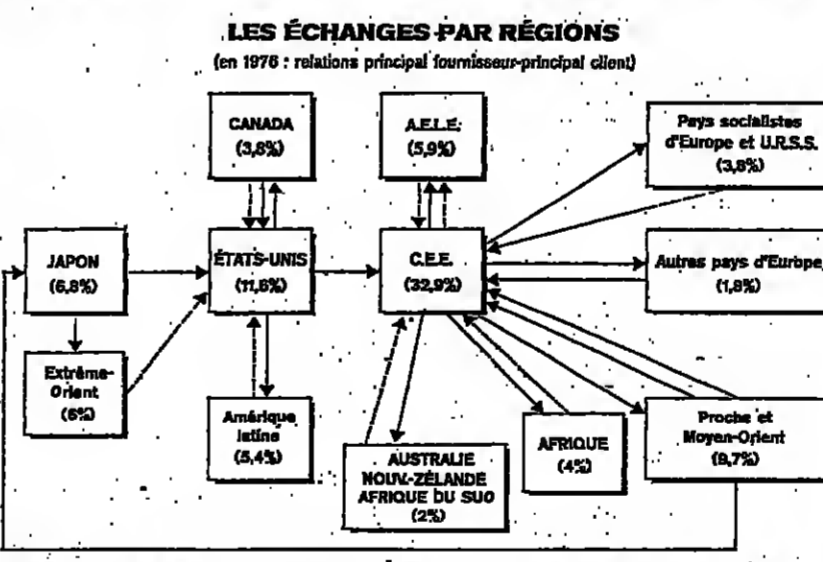 LES ÉCHANGES PAR RÉGIONS
(en 1976 : relations principal fournisseur-principal client)
CANADA
(3,8%)
A.E.L.E.
(5,9%)
Pays socialistes
d'Europe et U.R.S.S.
(3,8%)
JAPON
(6,8%)
ÉTATS-UNIS
(11,6%)
C.E.E.
(32,9%)
Autres pays d'Europe
(1,8%)
Extrême-
Orient
(6%)
Amérique
latine
(5,4%)
AUSTRALIE
NOUV.-ZÉLANDE
AFRIQUE DU SUD
(2%)
AFRIQUE
(4%)
Proche et
Moyen-Orient
(9,7%)